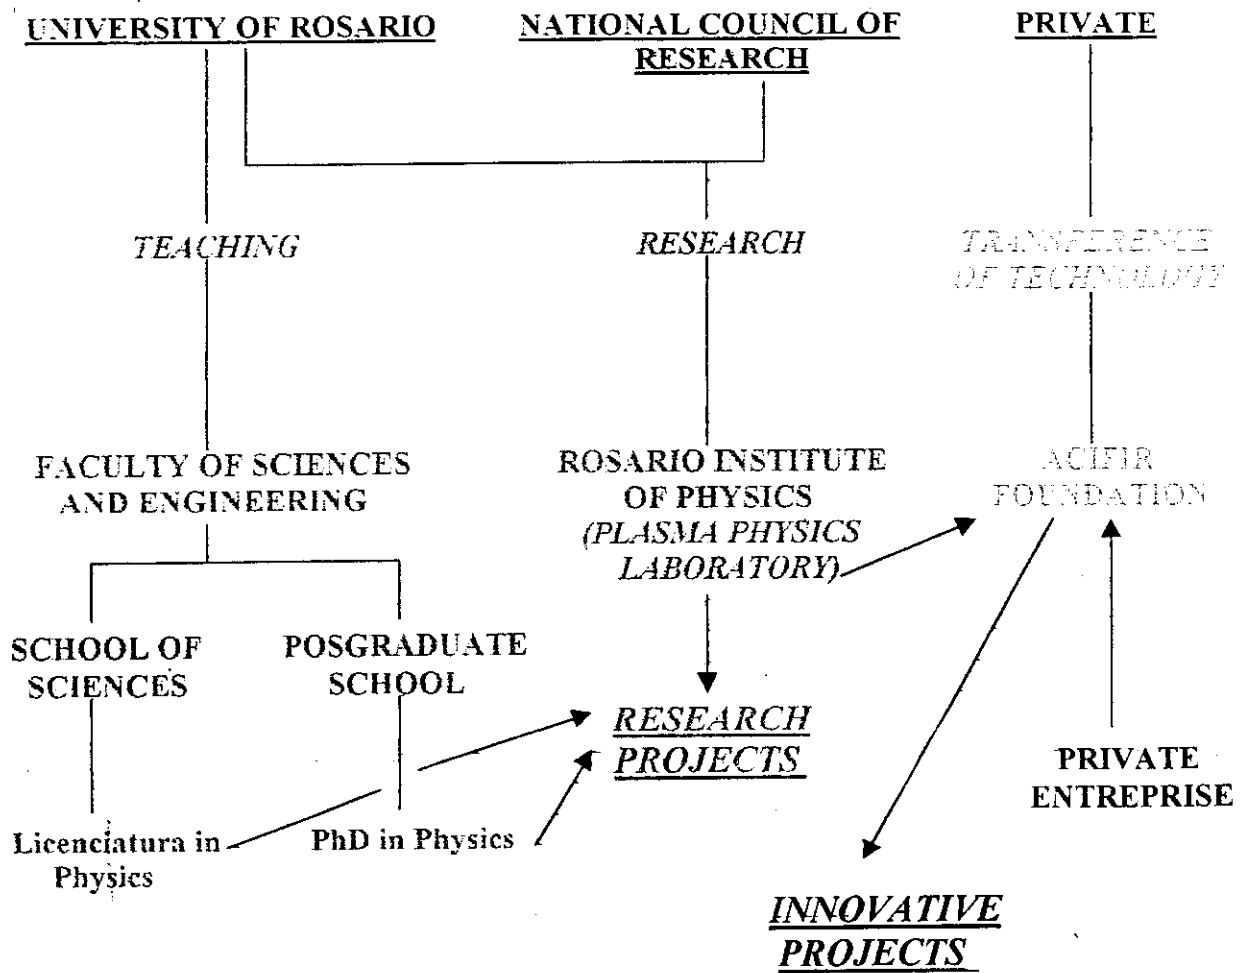 UNIVERSITY OF ROSARIO
NATIONAL COUNCIL OF
RESEARCH
PRIVATE
TEACHING
RESEARCH
TRANSFERENCE
OF TECHNOLOGY
FACULTY OF SCIENCES
AND ENGINEERING
ROSARIO INSTITUTE
OF PHYSICS
(PLASMA PHYSICS
LABORATORY)
ACIFIR
FOUNDATION
SCHOOL OF
SCIENCES
POSGRADUATE
SCHOOL
RESEARCH
PROJECTS
PRIVATE
ENTREPRISE
Licenciatura in
Physics
PhD in Physics
INNOVATIVE
PROJECTS